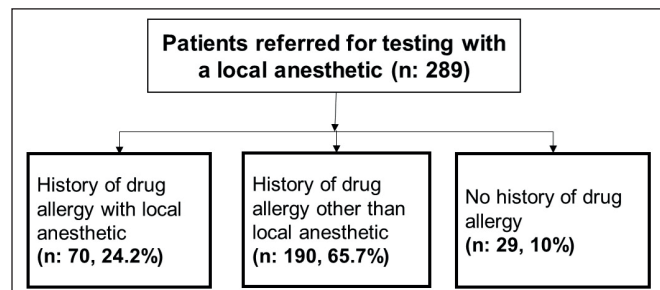 Patients referred for testing with
a local anesthetic (n: 289)
History of drug
allergy with local
anesthetic
(n: 70, 24.2%)
History of drug
allergy other than
local anesthetic
(n: 190, 65.7%)
No history of drug
allergy
(n: 29, 10%)